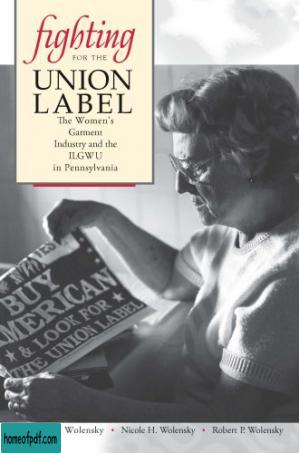 fighting
FOR THE
UNION
LABEL
The Women's
Garment
Industry and the
ILGWU
in Pennsylvania
BUY
AMERICAN
& LOOK FOR
THE UNION LABEL
Wolensky • Nicole H. Wolensky • Robert P. Wolensky
homeofpdf.com